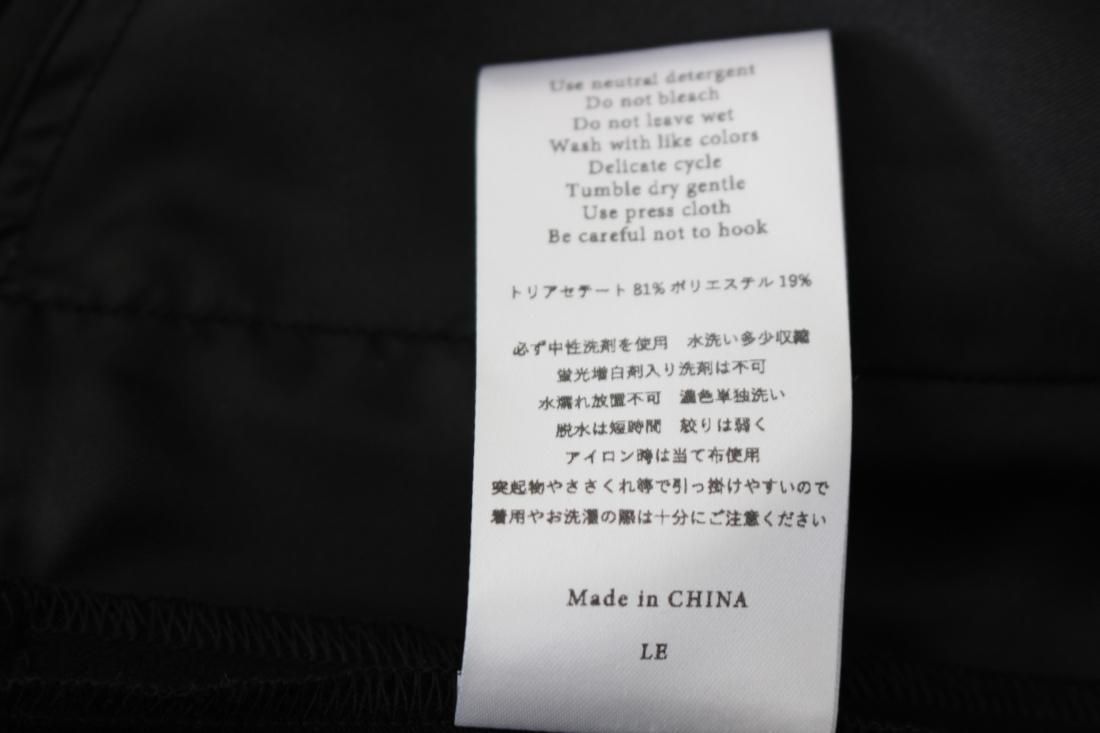 Use neutral detergent
Do not bleach
Do not leave wet
Wash with like colors
Delicate cycle
Tumble dry gentle
Use press cloth
Be careful not to hook
トリアセテート 81% ポリエステル 19%
必ず中性洗剤を使用　水洗い多少収縮
蛍光増白剤入り洗剤は不可
水濡れ放置不可　濃色単独洗い
脱水は短時間　絞りは弱く
アイロン時は当て布使用
突起物やささくれ等で引っ掛けやすいので
着用やお洗濯の際は十分にご注意ください
Made in CHINA
LE